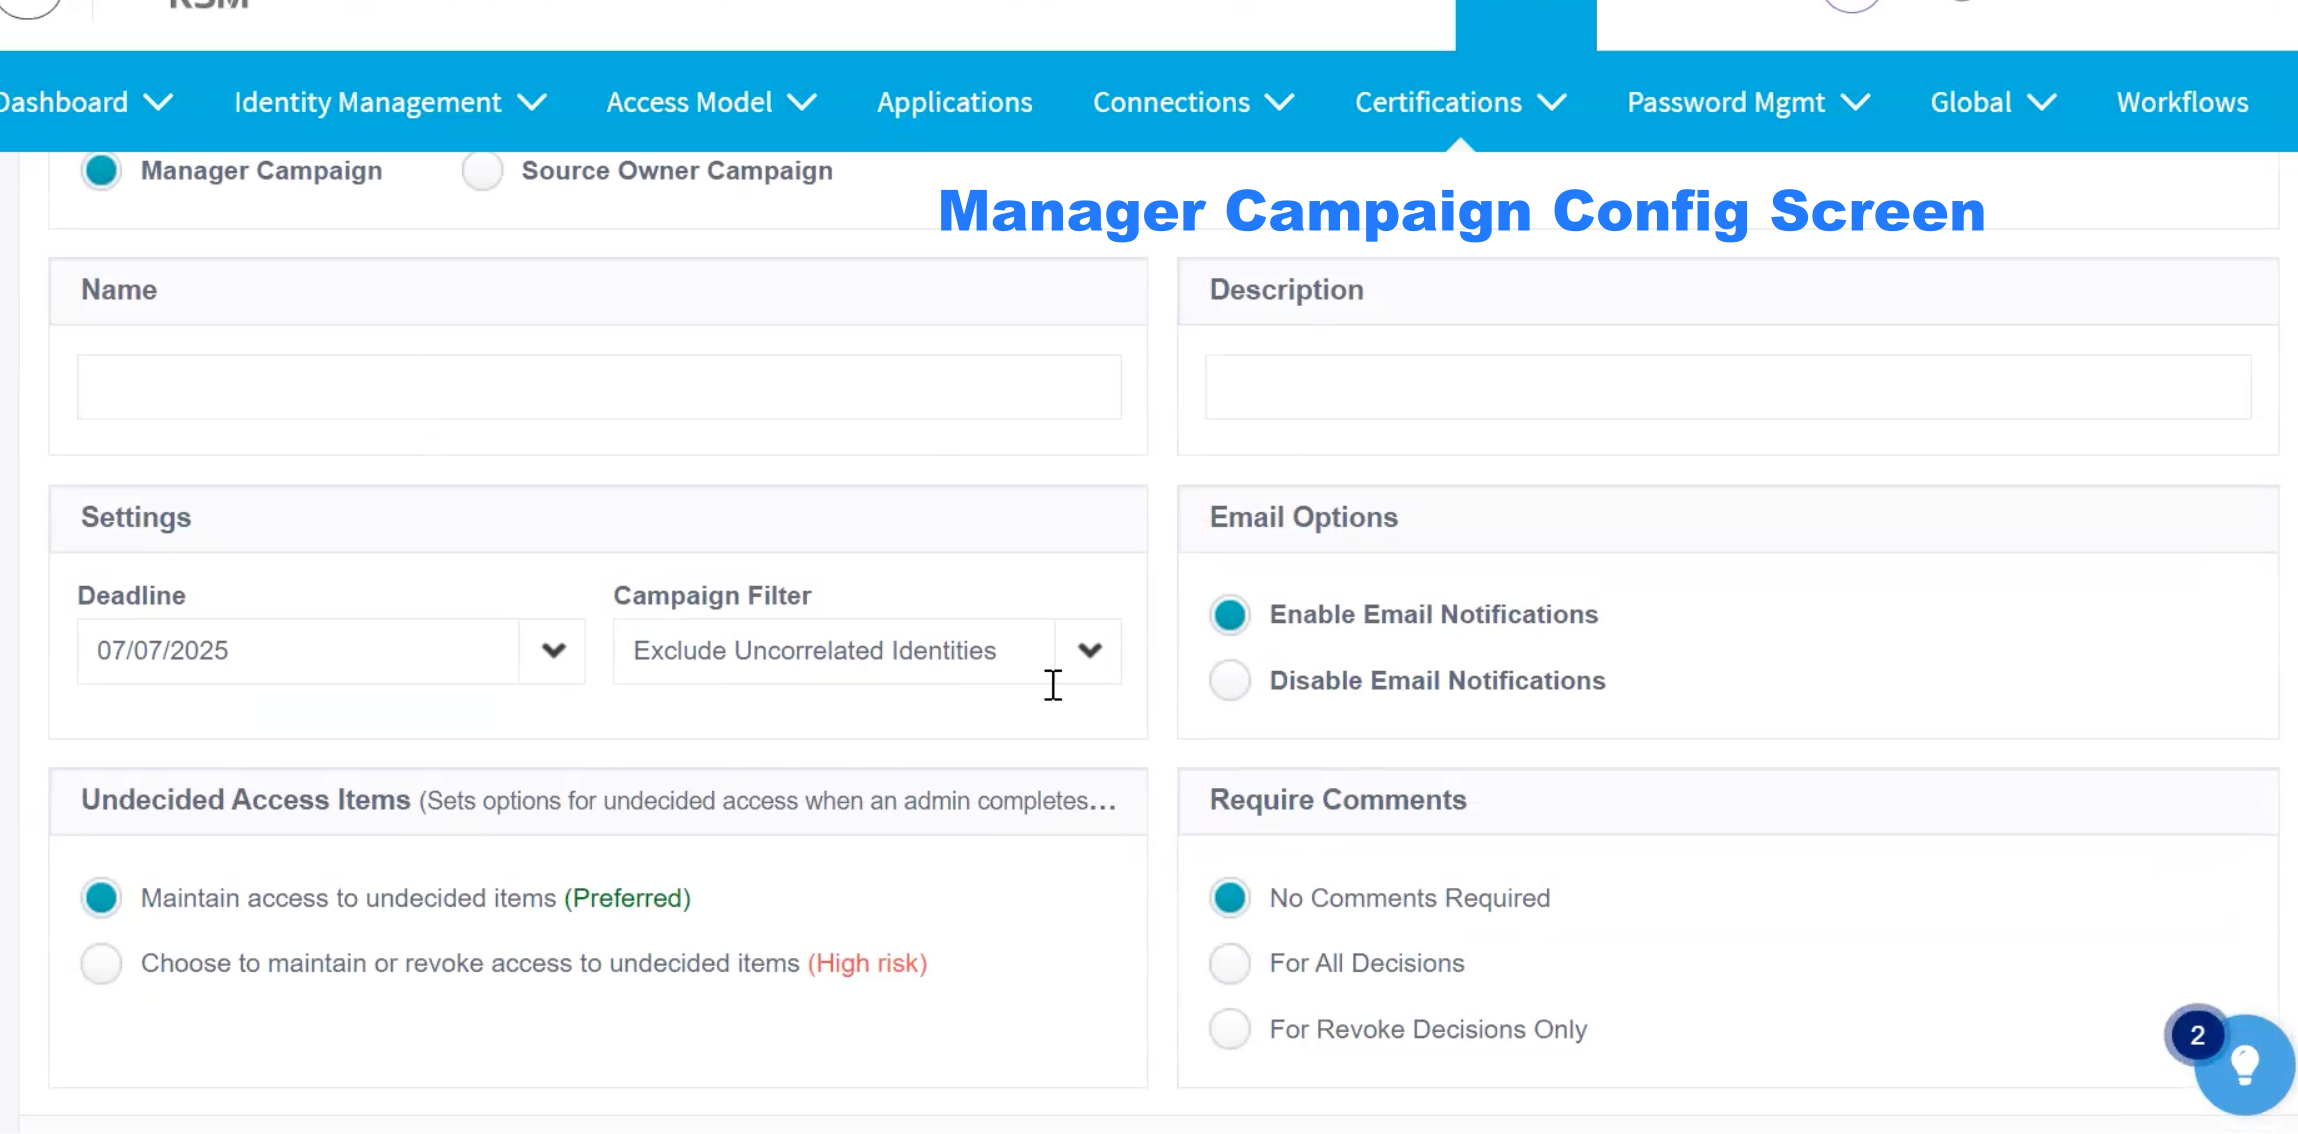 RSM
Dashboard Identity Management Access Model Applications Connections Certifications Password Mgmt Global Workflows
Manager Campaign Source Owner Campaign
Manager Campaign Config Screen
Name Description
Settings Email Options
Deadline Campaign Filter
Enable Email Notifications
07/07/2025 Exclude Uncorrelated Identities
Disable Email Notifications
Undecided Access Items (Sets options for undecided access when an admin completes... Require Comments
Maintain access to undecided items (Preferred) No Comments Required
Choose to maintain or revoke access to undecided items (High risk) For All Decisions
For Revoke Decisions Only
2